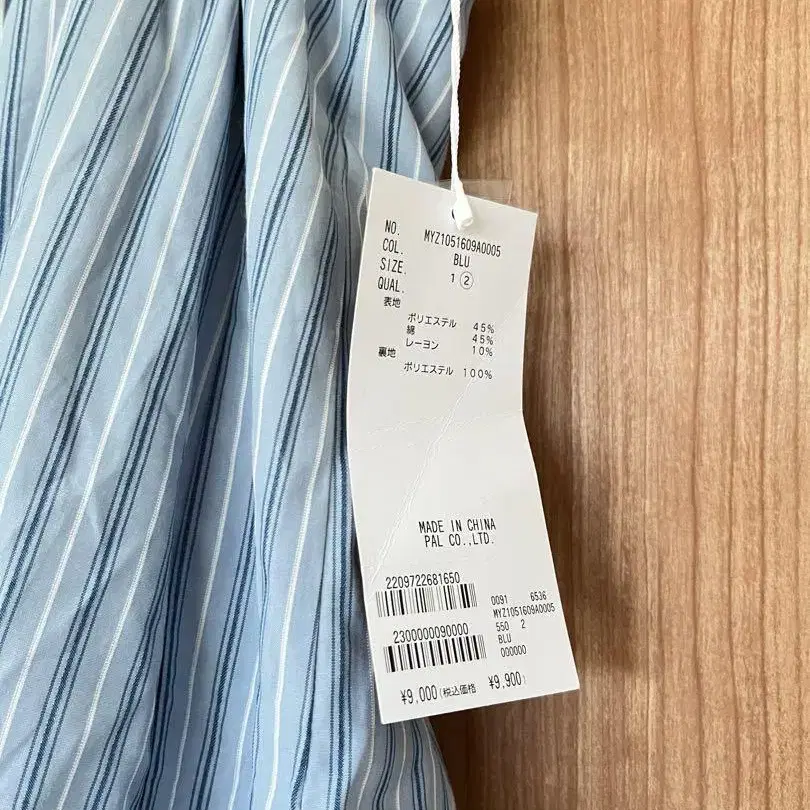 NO. MYZ1051609A0005
COL. BLU
SIZE. 1 ②
QUAL.
表地
ポリエステル 45%
綿 45%
レーヨン 10%
裏地
ポリエステル 100%
MADE IN CHINA
PAL CO.,LTD.
2209722681650
2300000090000
0091 6536
MYZ1051609A0005
550 2
BLU
000000
¥9,000(税込価格 ¥9,900)